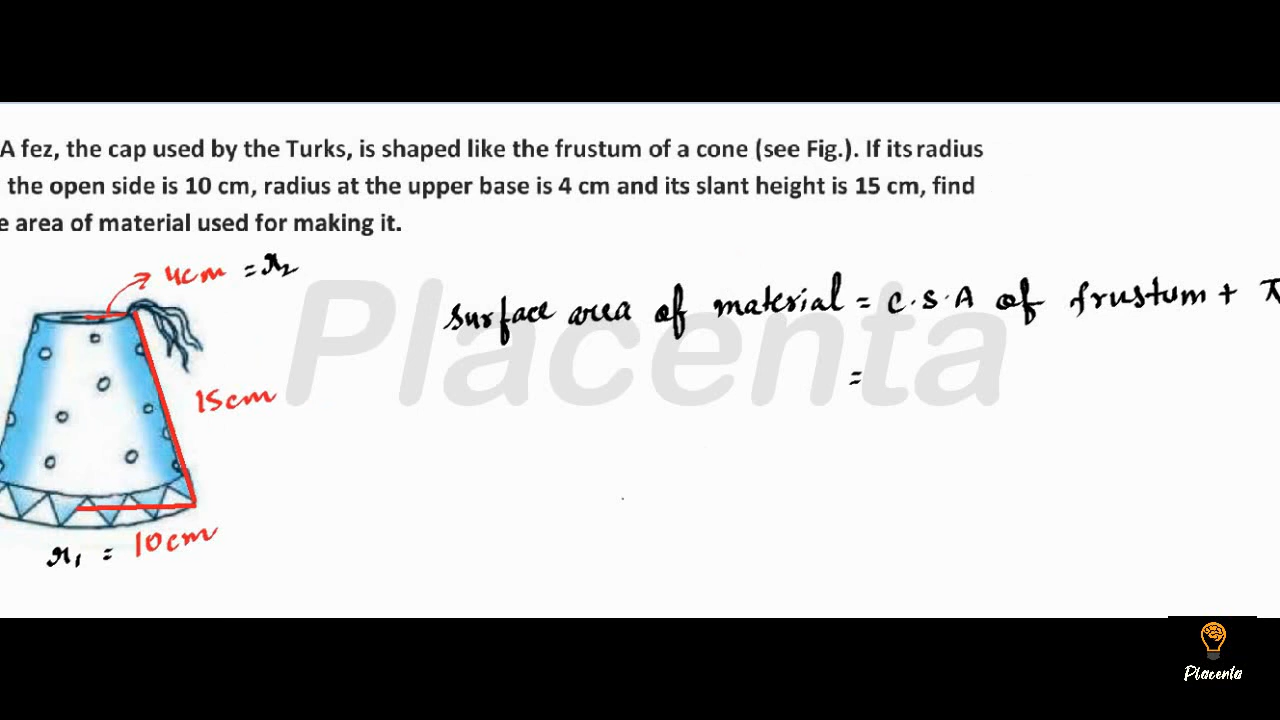 A fez, the cap used by the Turks, is shaped like the frustum of a cone (see Fig.). If its radius
the open side is 10 cm, radius at the upper base is 4 cm and its slant height is 15 cm, find
e area of material used for making it.
4cm = r₂
Surface area of material = C.S.A of frustum + π
=
Placenta
15cm
r₁ = 10cm
Placenta